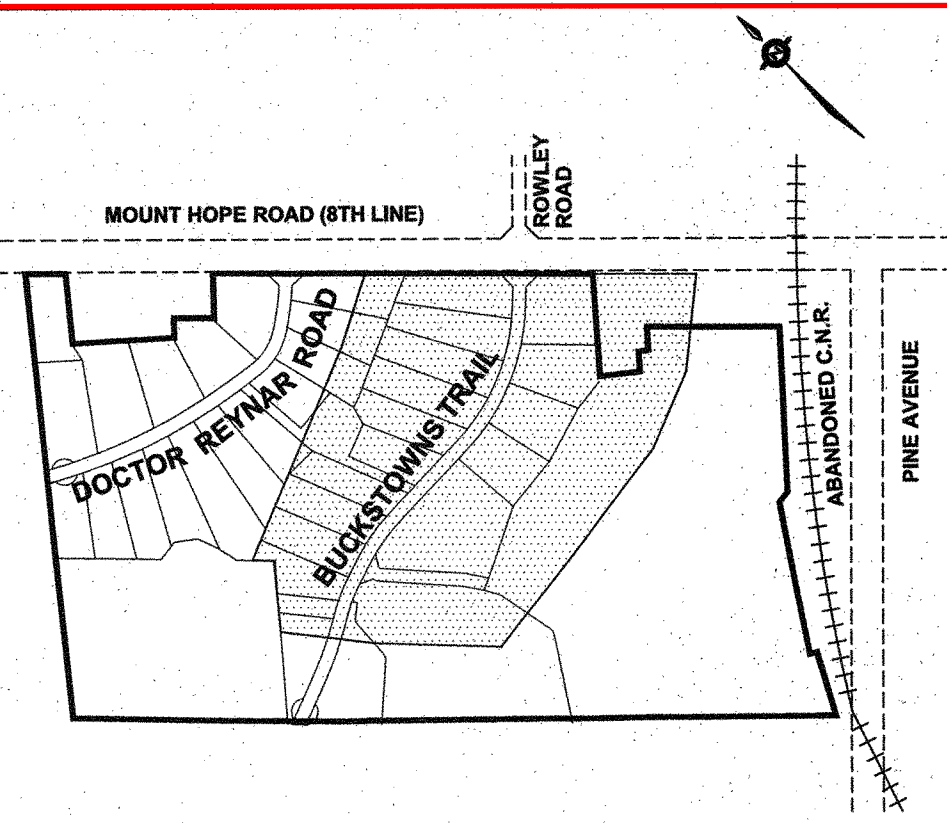 MOUNT HOPE ROAD (8TH LINE)
ROWLEY
ROAD
DOCTOR REYNAR ROAD
BUCKSTOWNS TRAIL
ABANDONED C.N.R.
PINE AVENUE